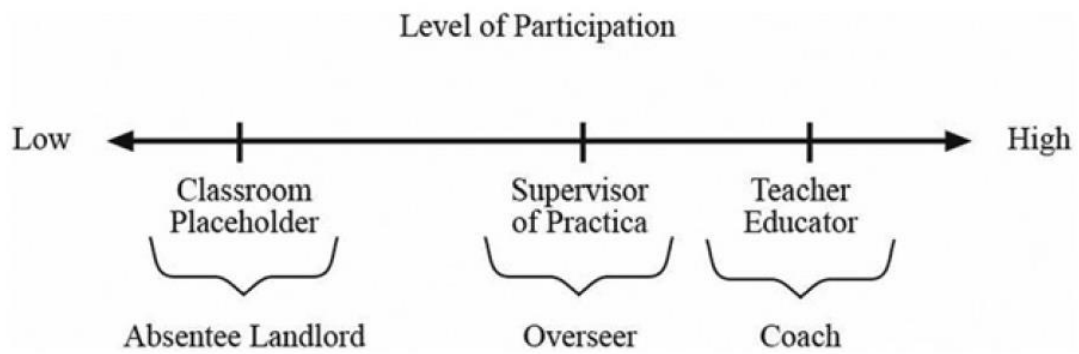 Level of Participation
Low
High
Classroom
Placeholder
Supervisor
of Practica
Teacher
Educator
Absentee Landlord
Overseer
Coach